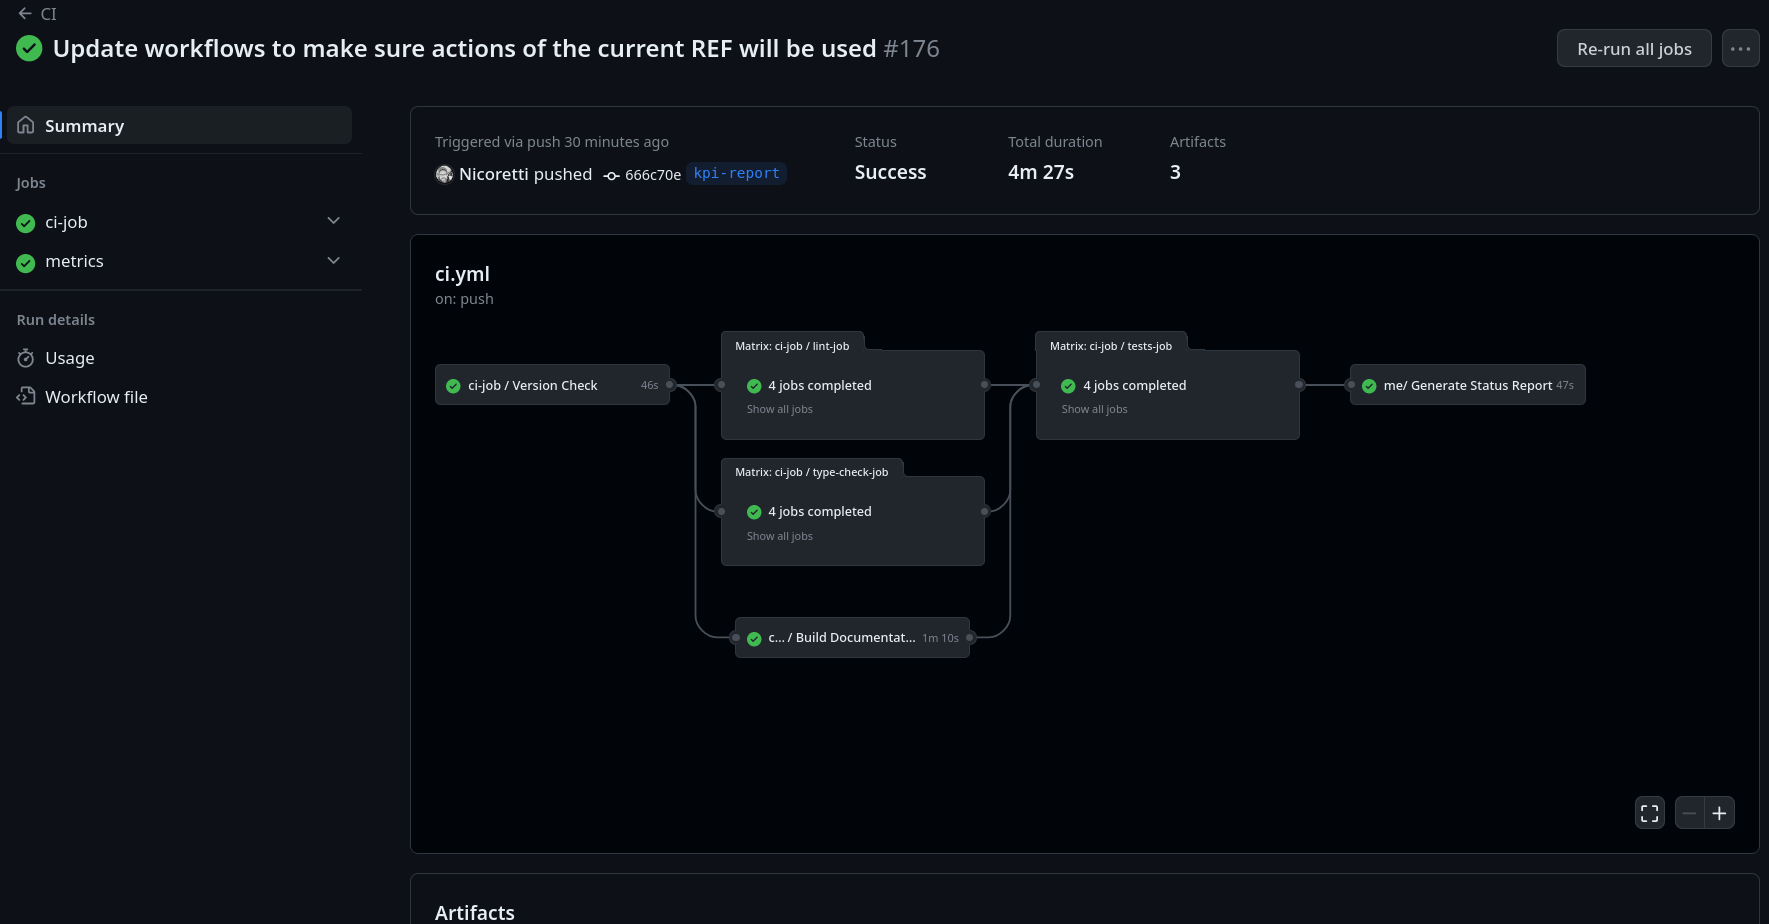 CI
Update workflows to make sure actions of the current REF will be used #176
Re-run all jobs
Summary
Jobs
ci-job
metrics
Run details
Usage
Workflow file
Triggered via push 30 minutes ago
Nicoretti pushed 666c70e kpi-report
Status
Success
Total duration
4m 27s
Artifacts
3
ci.yml
on: push
ci-job / Version Check 46s
Matrix: ci-job / lint-job
4 jobs completed
Show all jobs
Matrix: ci-job / type-check-job
4 jobs completed
Show all jobs
c... / Build Documentat... 1m 10s
Matrix: ci-job / tests-job
4 jobs completed
Show all jobs
me/ Generate Status Report 47s
Artifacts